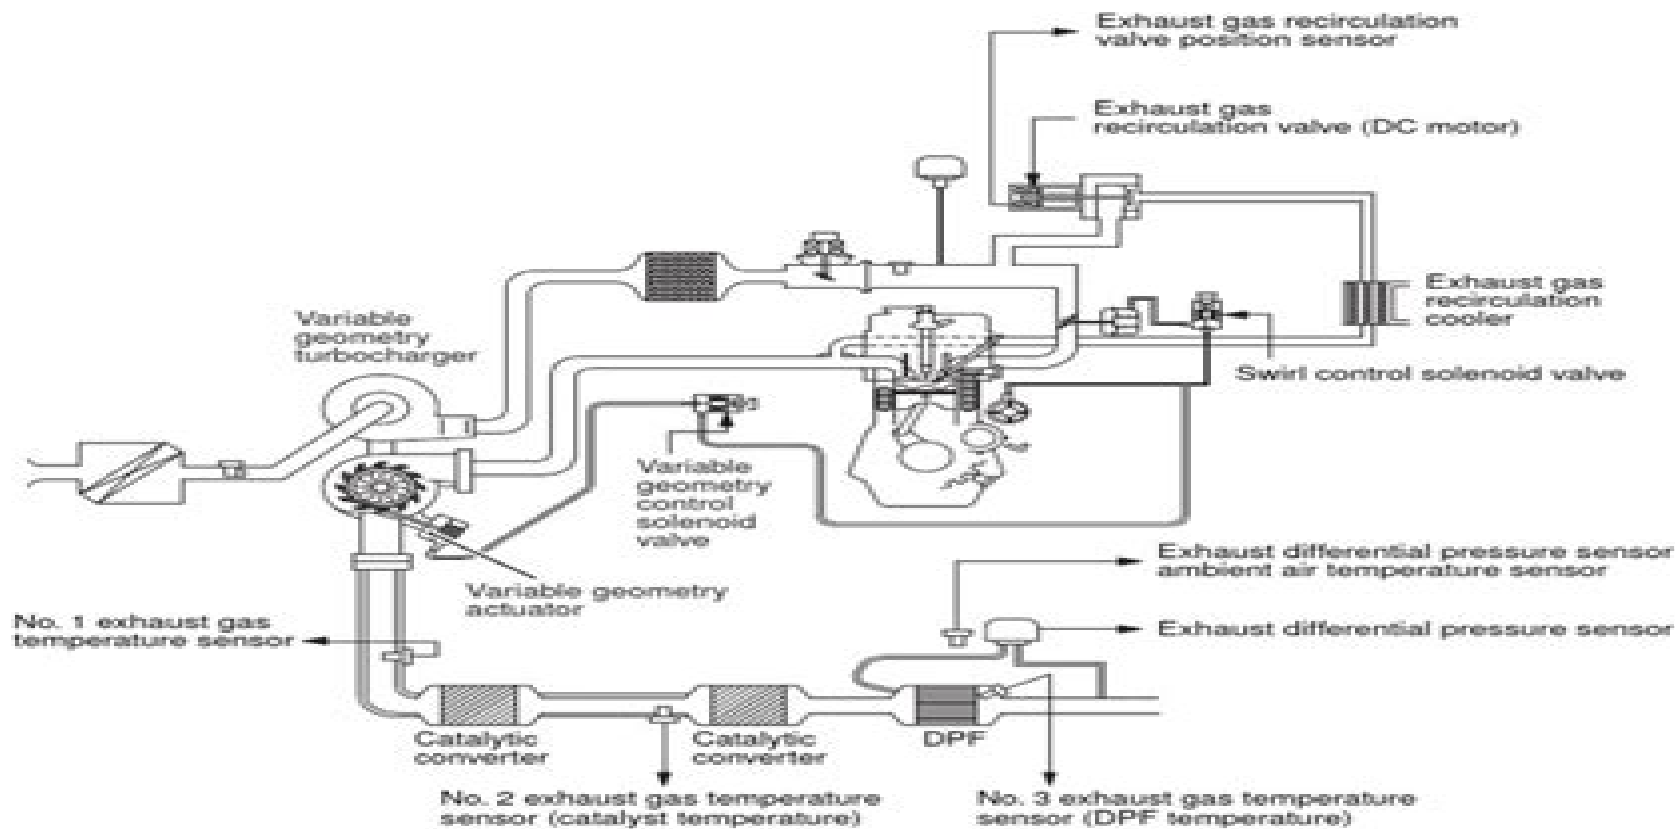 Exhaust gas recirculation
valve position sensor
Exhaust gas
recirculation valve (DC motor)
Exhaust gas
recirculation
cooler
Variable
geometry
turbocharger
Swirl control solenoid valve
Variable
geometry
control
solenoid
valve
Exhaust differential pressure sensor
ambient air temperature sensor
Variable geometry
actuator
No. 1 exhaust gas
temperature sensor
Exhaust differential pressure sensor
Catalytic
converter
Catalytic
converter
DPF
No. 2 exhaust gas temperature
sensor (catalyst temperature)
No. 3 exhaust gas temperature
sensor (DPF temperature)